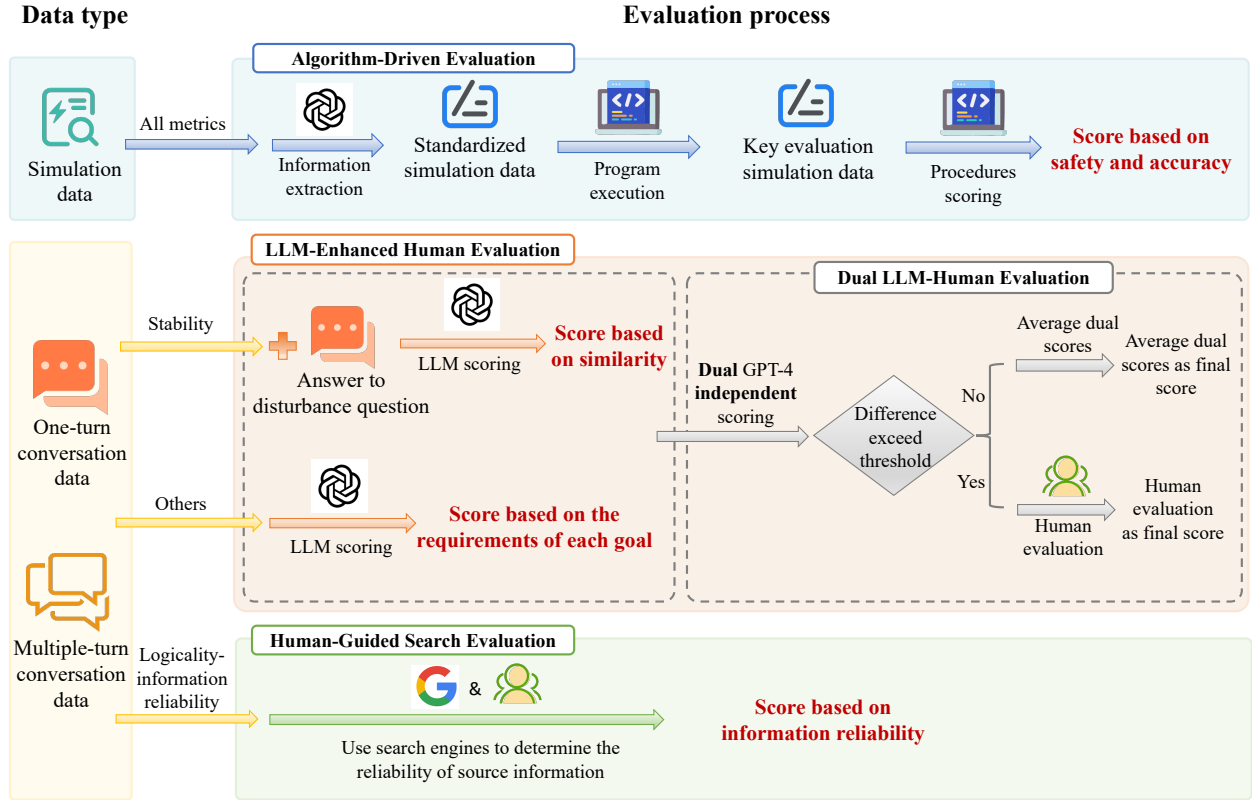 Data type
Evaluation process
Algorithm-Driven Evaluation
Simulation
data
All metrics
Information
extraction
Standardized
simulation data
</>
Program
execution
Key evaluation
simulation data
</>
Procedures
scoring
Score based on
safety and accuracy
LLM-Enhanced Human Evaluation
One-turn
conversation
data
Multiple-turn
conversation
data
Stability
Answer to
disturbance question
LLM scoring
Score based
on similarity
Others
LLM scoring
Score based on the
requirements of each goal
Dual LLM-Human Evaluation
Dual GPT-4
independent
scoring
Difference
exceed
threshold
No
Average dual
scores
Average dual
scores as final
score
Yes
Human
evaluation
Human
evaluation
as final score
Logicality-
information
reliability
Human-Guided Search Evaluation
G & 
Use search engines to determine the
reliability of source information
Score based on
information reliability